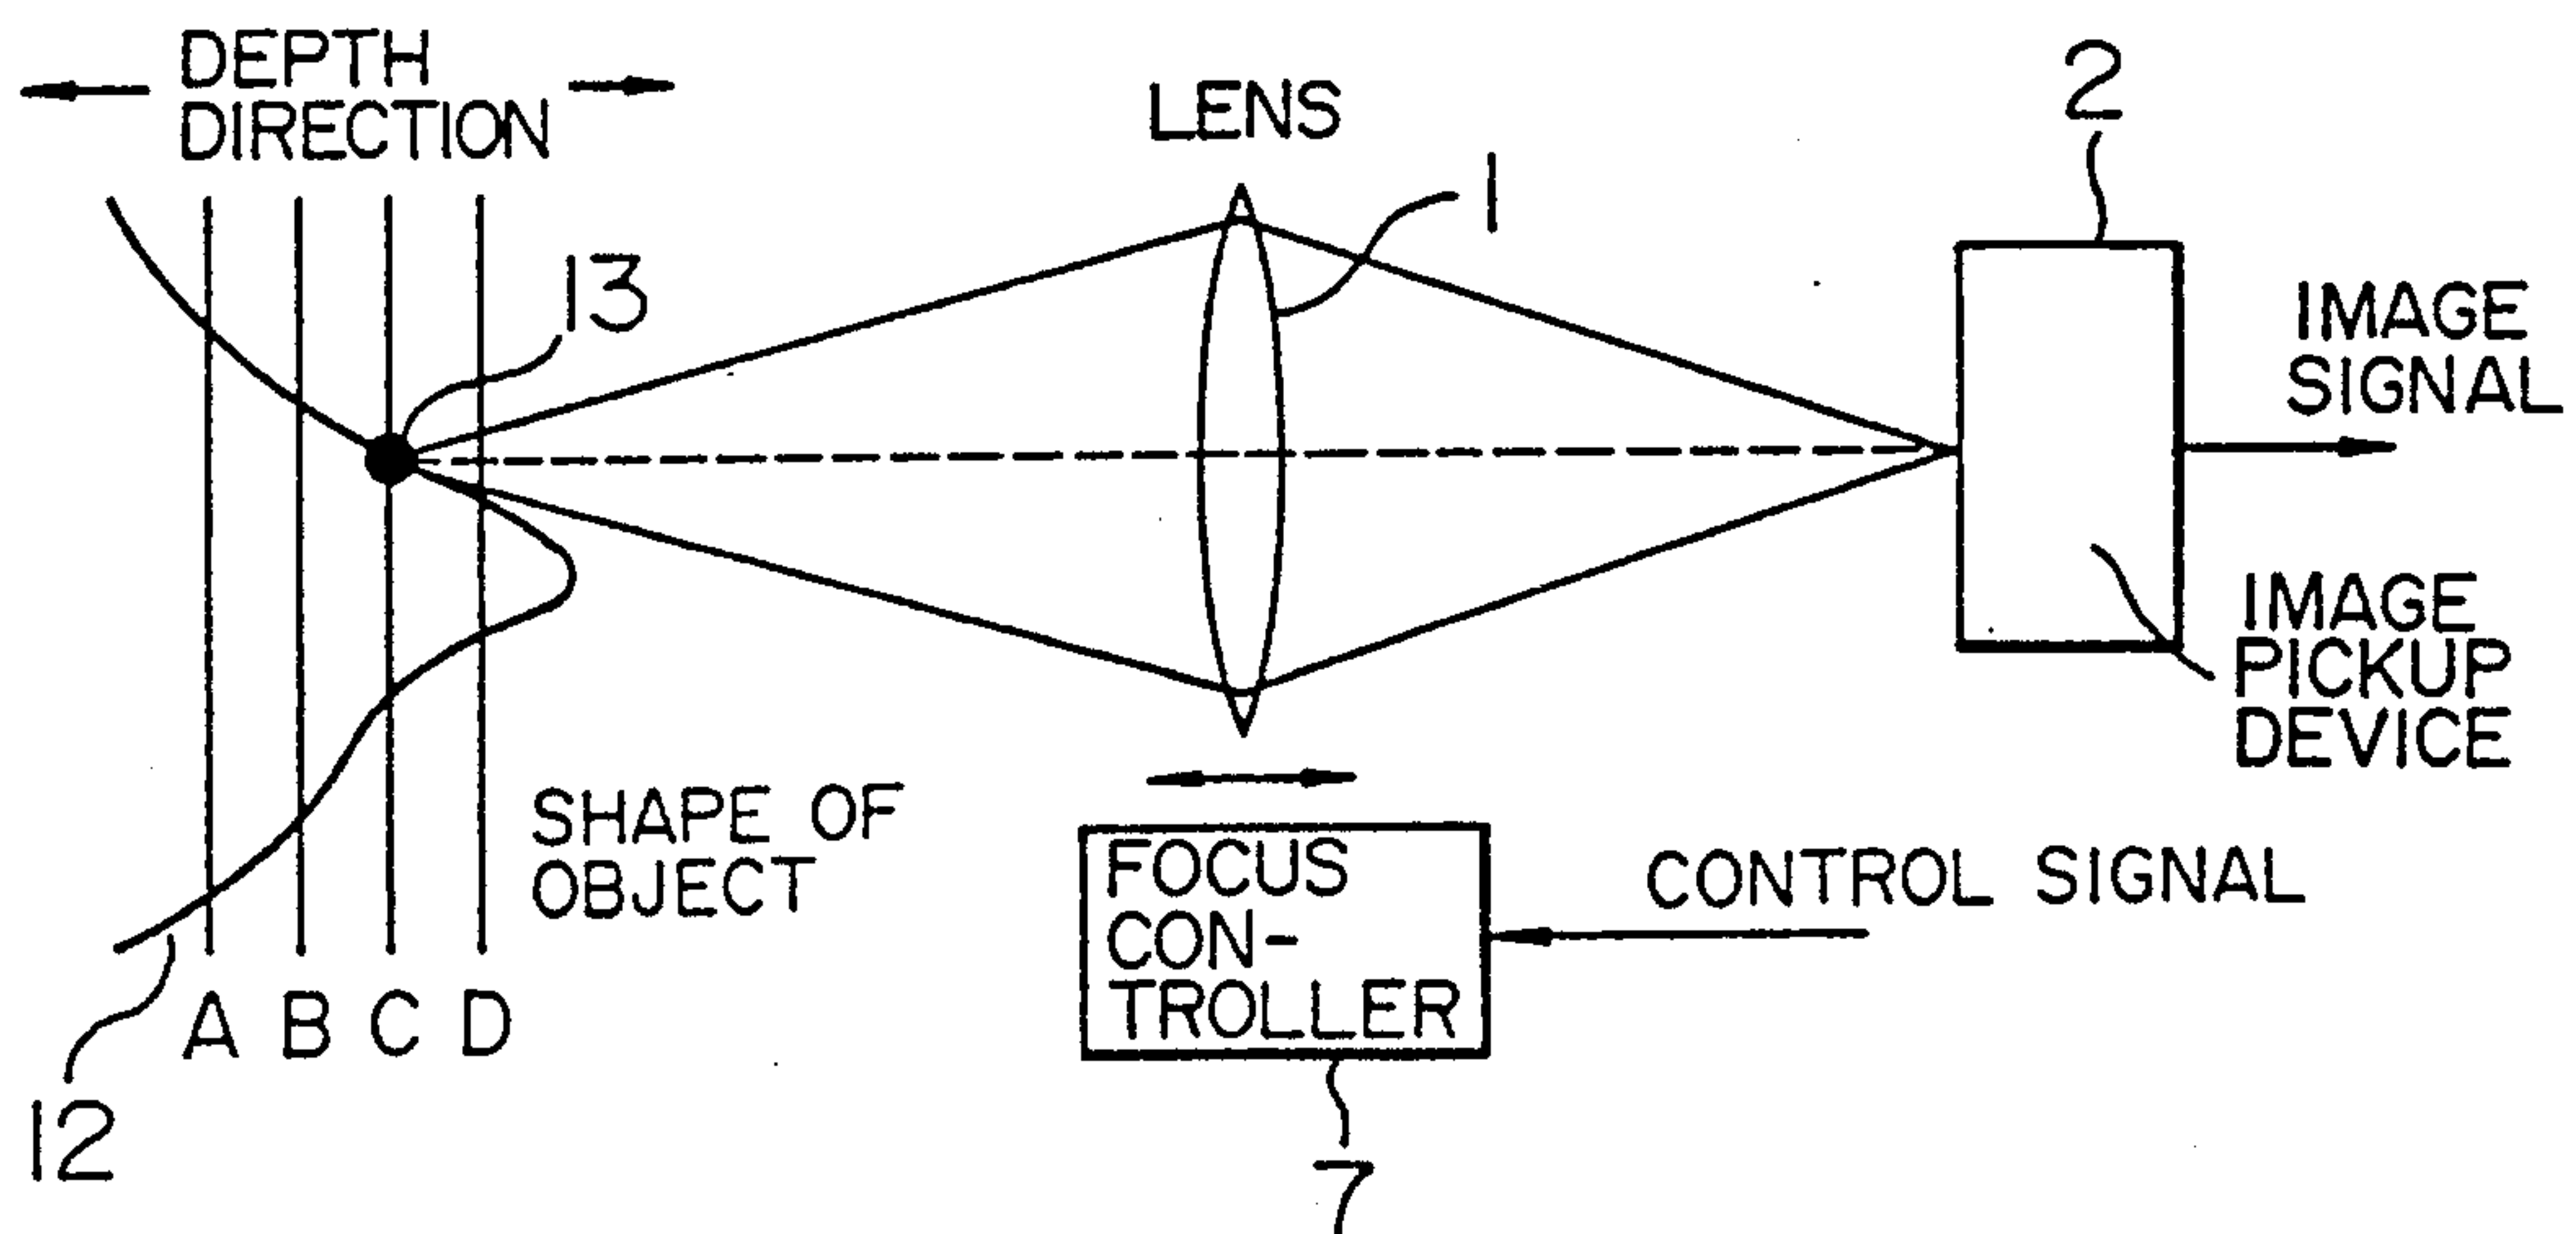 DEPTH
DIRECTION
LENS
1
2
13
IMAGE
SIGNAL
IMAGE
PICKUP
DEVICE
SHAPE OF
OBJECT
FOCUS
CON-
TROLLER
CONTROL SIGNAL
A B C D
12
7